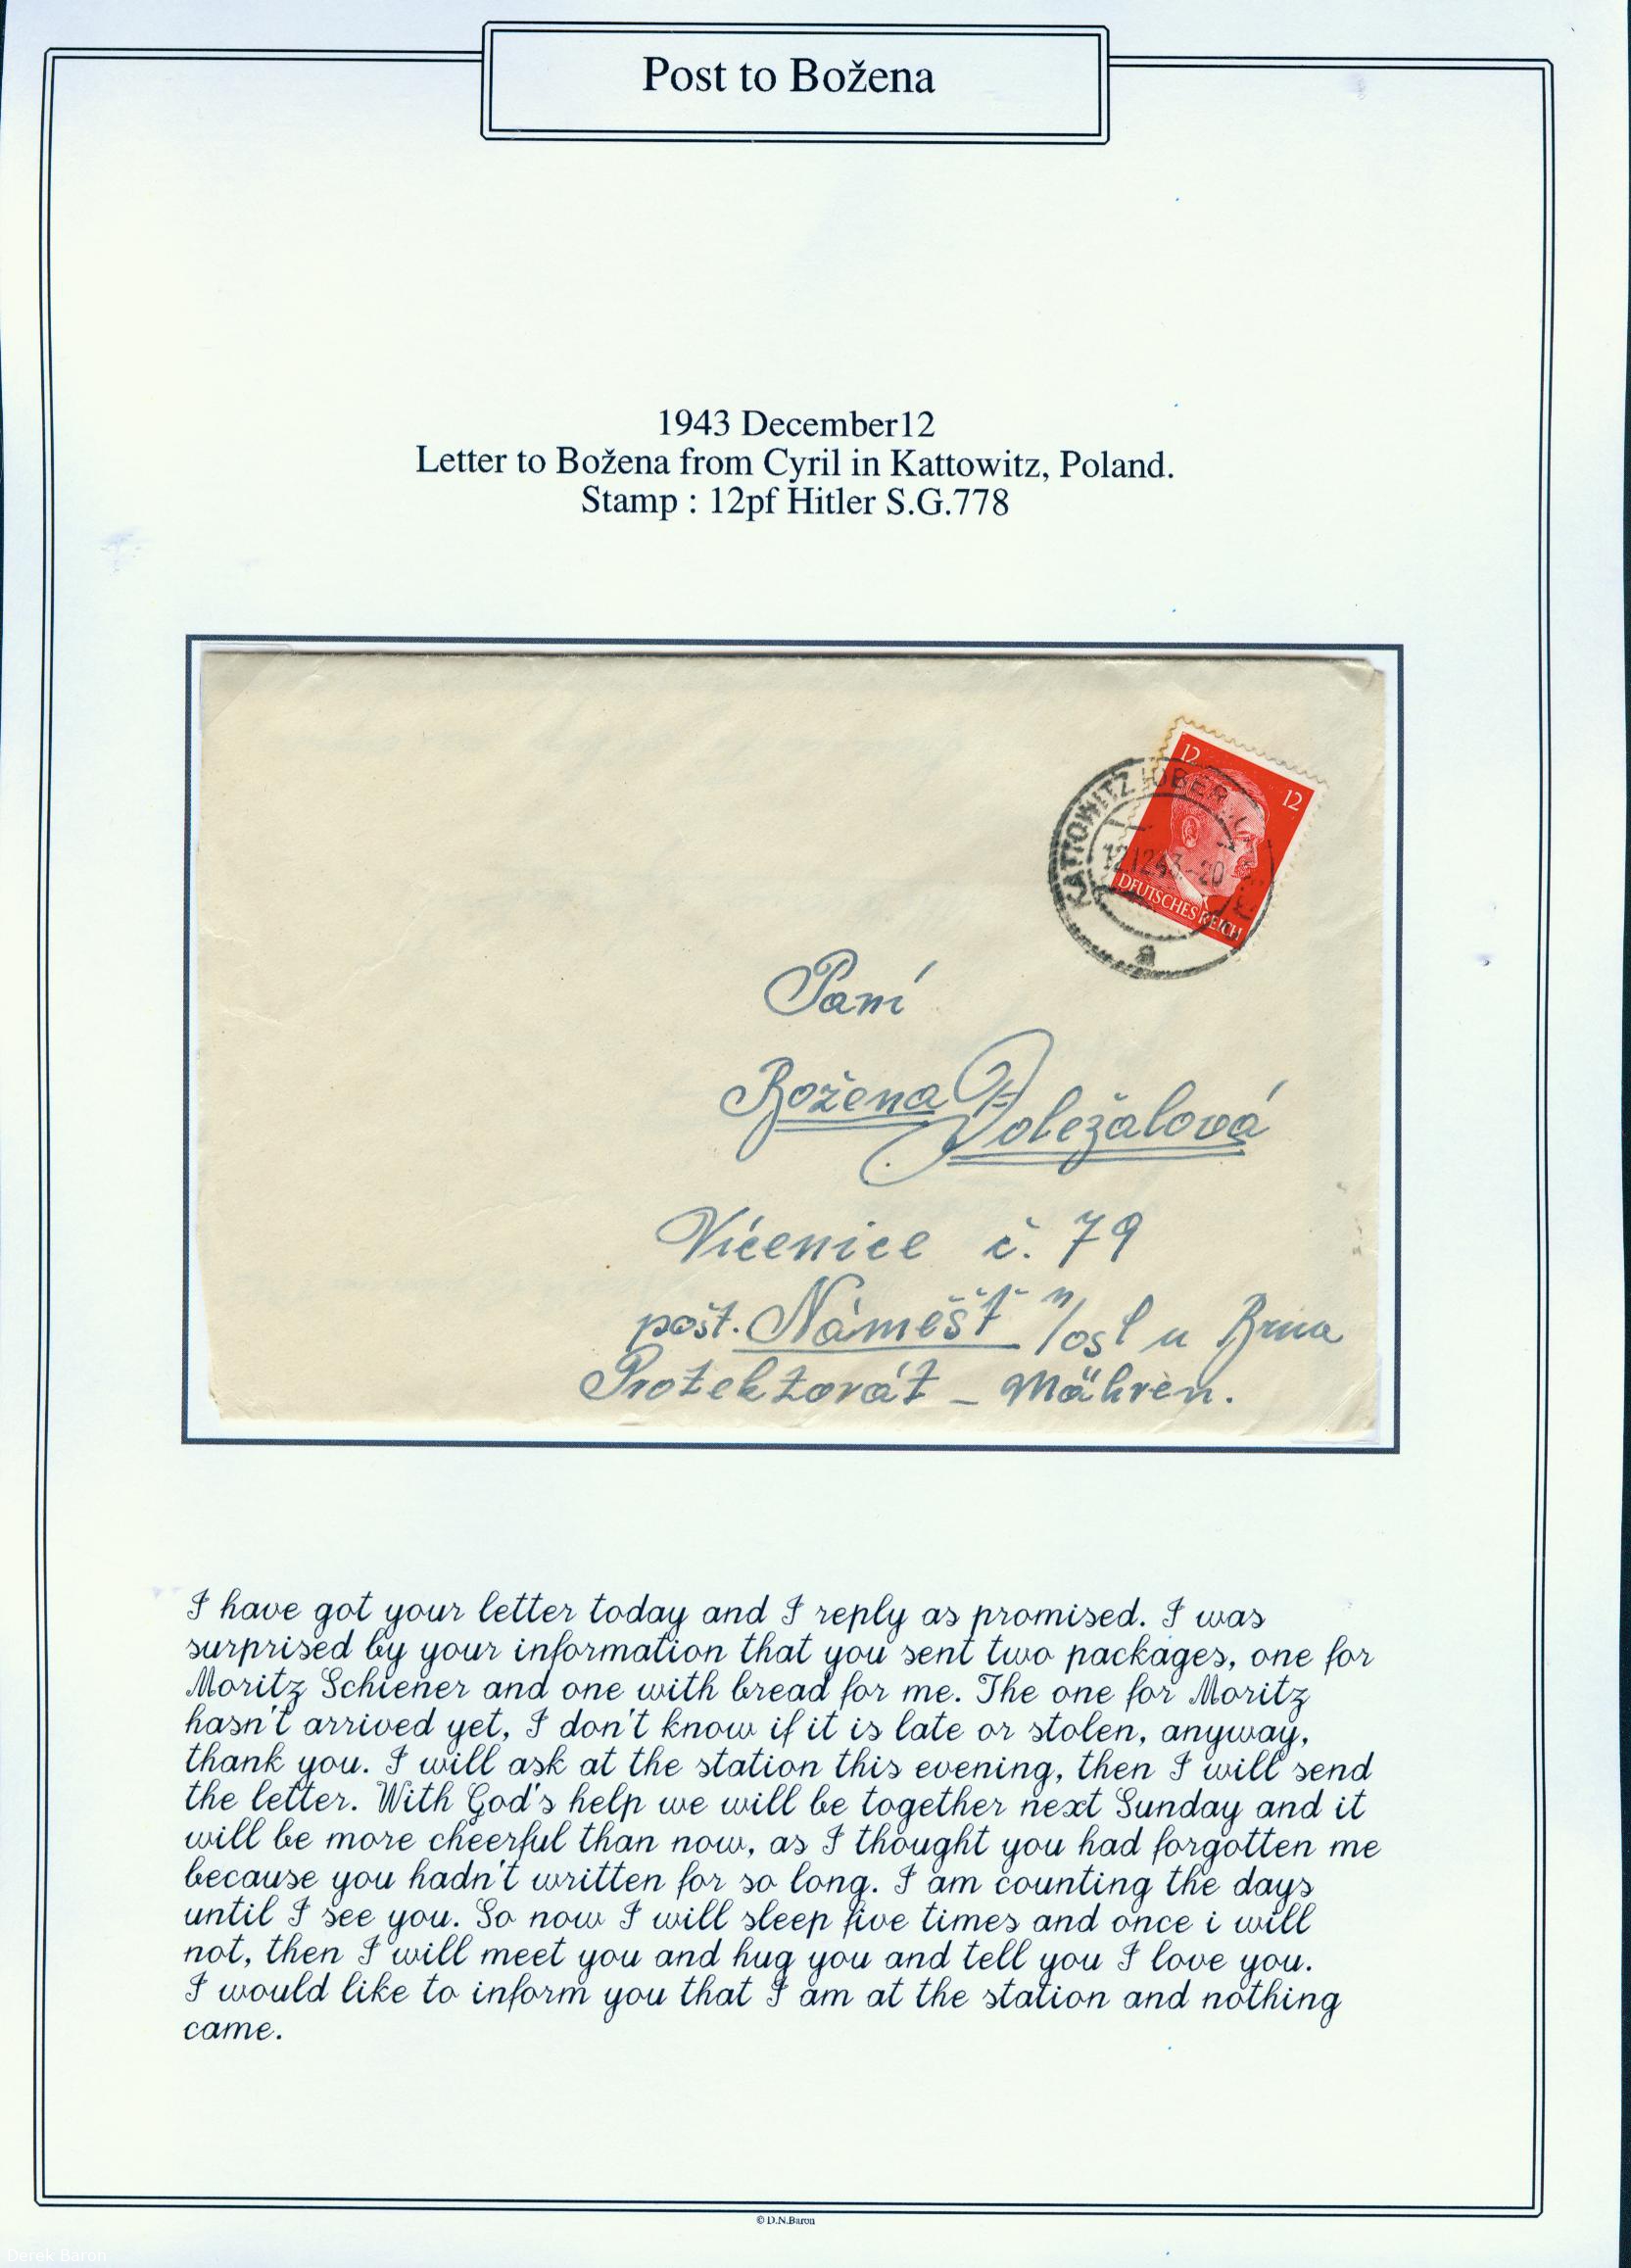 Post to Božena
1943 December12
Letter to Božena from Cyril in Kattowitz, Poland.
Stamp : 12pf Hitler S.G.778
12
12
KATTOWITZ (OBER
12.12.43.-20
DEUTSCHES REICH
a
Paní
Božena Doležalová
Vícenice č. 79
pošt. Náměšť n/osl u Brna
Protektorát - Mähren.
I have got your letter today and I reply as promised. I was
surprised by your information that you sent two packages, one for
Moritz Schiener and one with bread for me. The one for Moritz
hasn't arrived yet, I don't know if it is late or stolen, anyway,
thank you. I will ask at the station this evening, then I will send
the letter. With God's help we will be together next Sunday and it
will be more cheerful than now, as I thought you had forgotten me
because you hadn't written for so long. I am counting the days
until I see you. So now I will sleep five times and once i will
not, then I will meet you and hug you and tell you I love you.
I would like to inform you that I am at the station and nothing
came.
© D.N.Baron
Derek Baron